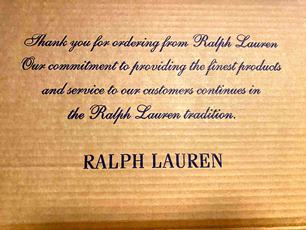 Thank you for ordering from Ralph Lauren
Our commitment to providing the finest products
and service to our customers continues in
the Ralph Lauren tradition.
RALPH LAUREN